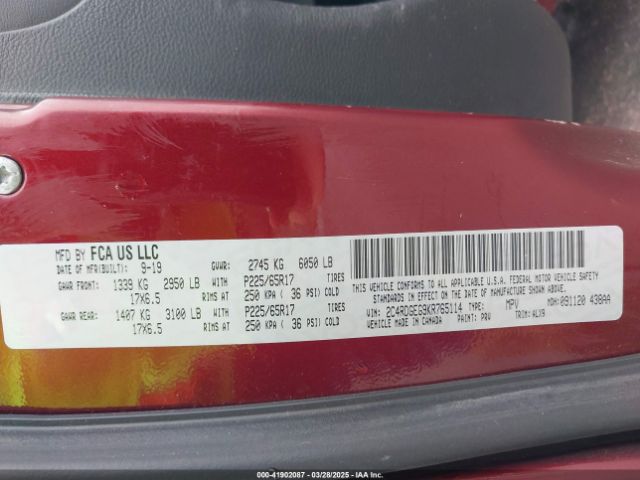 MFD BY FCA US LLC
DATE OF MFR(BUILT): 9-19 GVWR: 2745 KG 6050 LB
GAWR FRONT: 1339 KG 2950 LB WITH P225/65R17 TIRES
17X6.5 RIMS AT 250 KPA ( 36 PSI) COLD
GAWR REAR: 1407 KG 3100 LB WITH P225/65R17 TIRES
17X6.5 RIMS AT 250 KPA ( 36 PSI) COLD
THIS VEHICLE CONFORMS TO ALL APPLICABLE U.S.A. FEDERAL MOTOR VEHICLE SAFETY
STANDARDS IN EFFECT ON THE DATE OF MANUFACTURE SHOWN ABOVE.
VIN: 2C4RDGEG9KR765114 TYPE: MPV MDH: 091120 438AA
VEHICLE MADE IN CANADA PAINT: PRV TRIM: ALX9
000-41902087 - 03/28/2025 - IAAI.COM